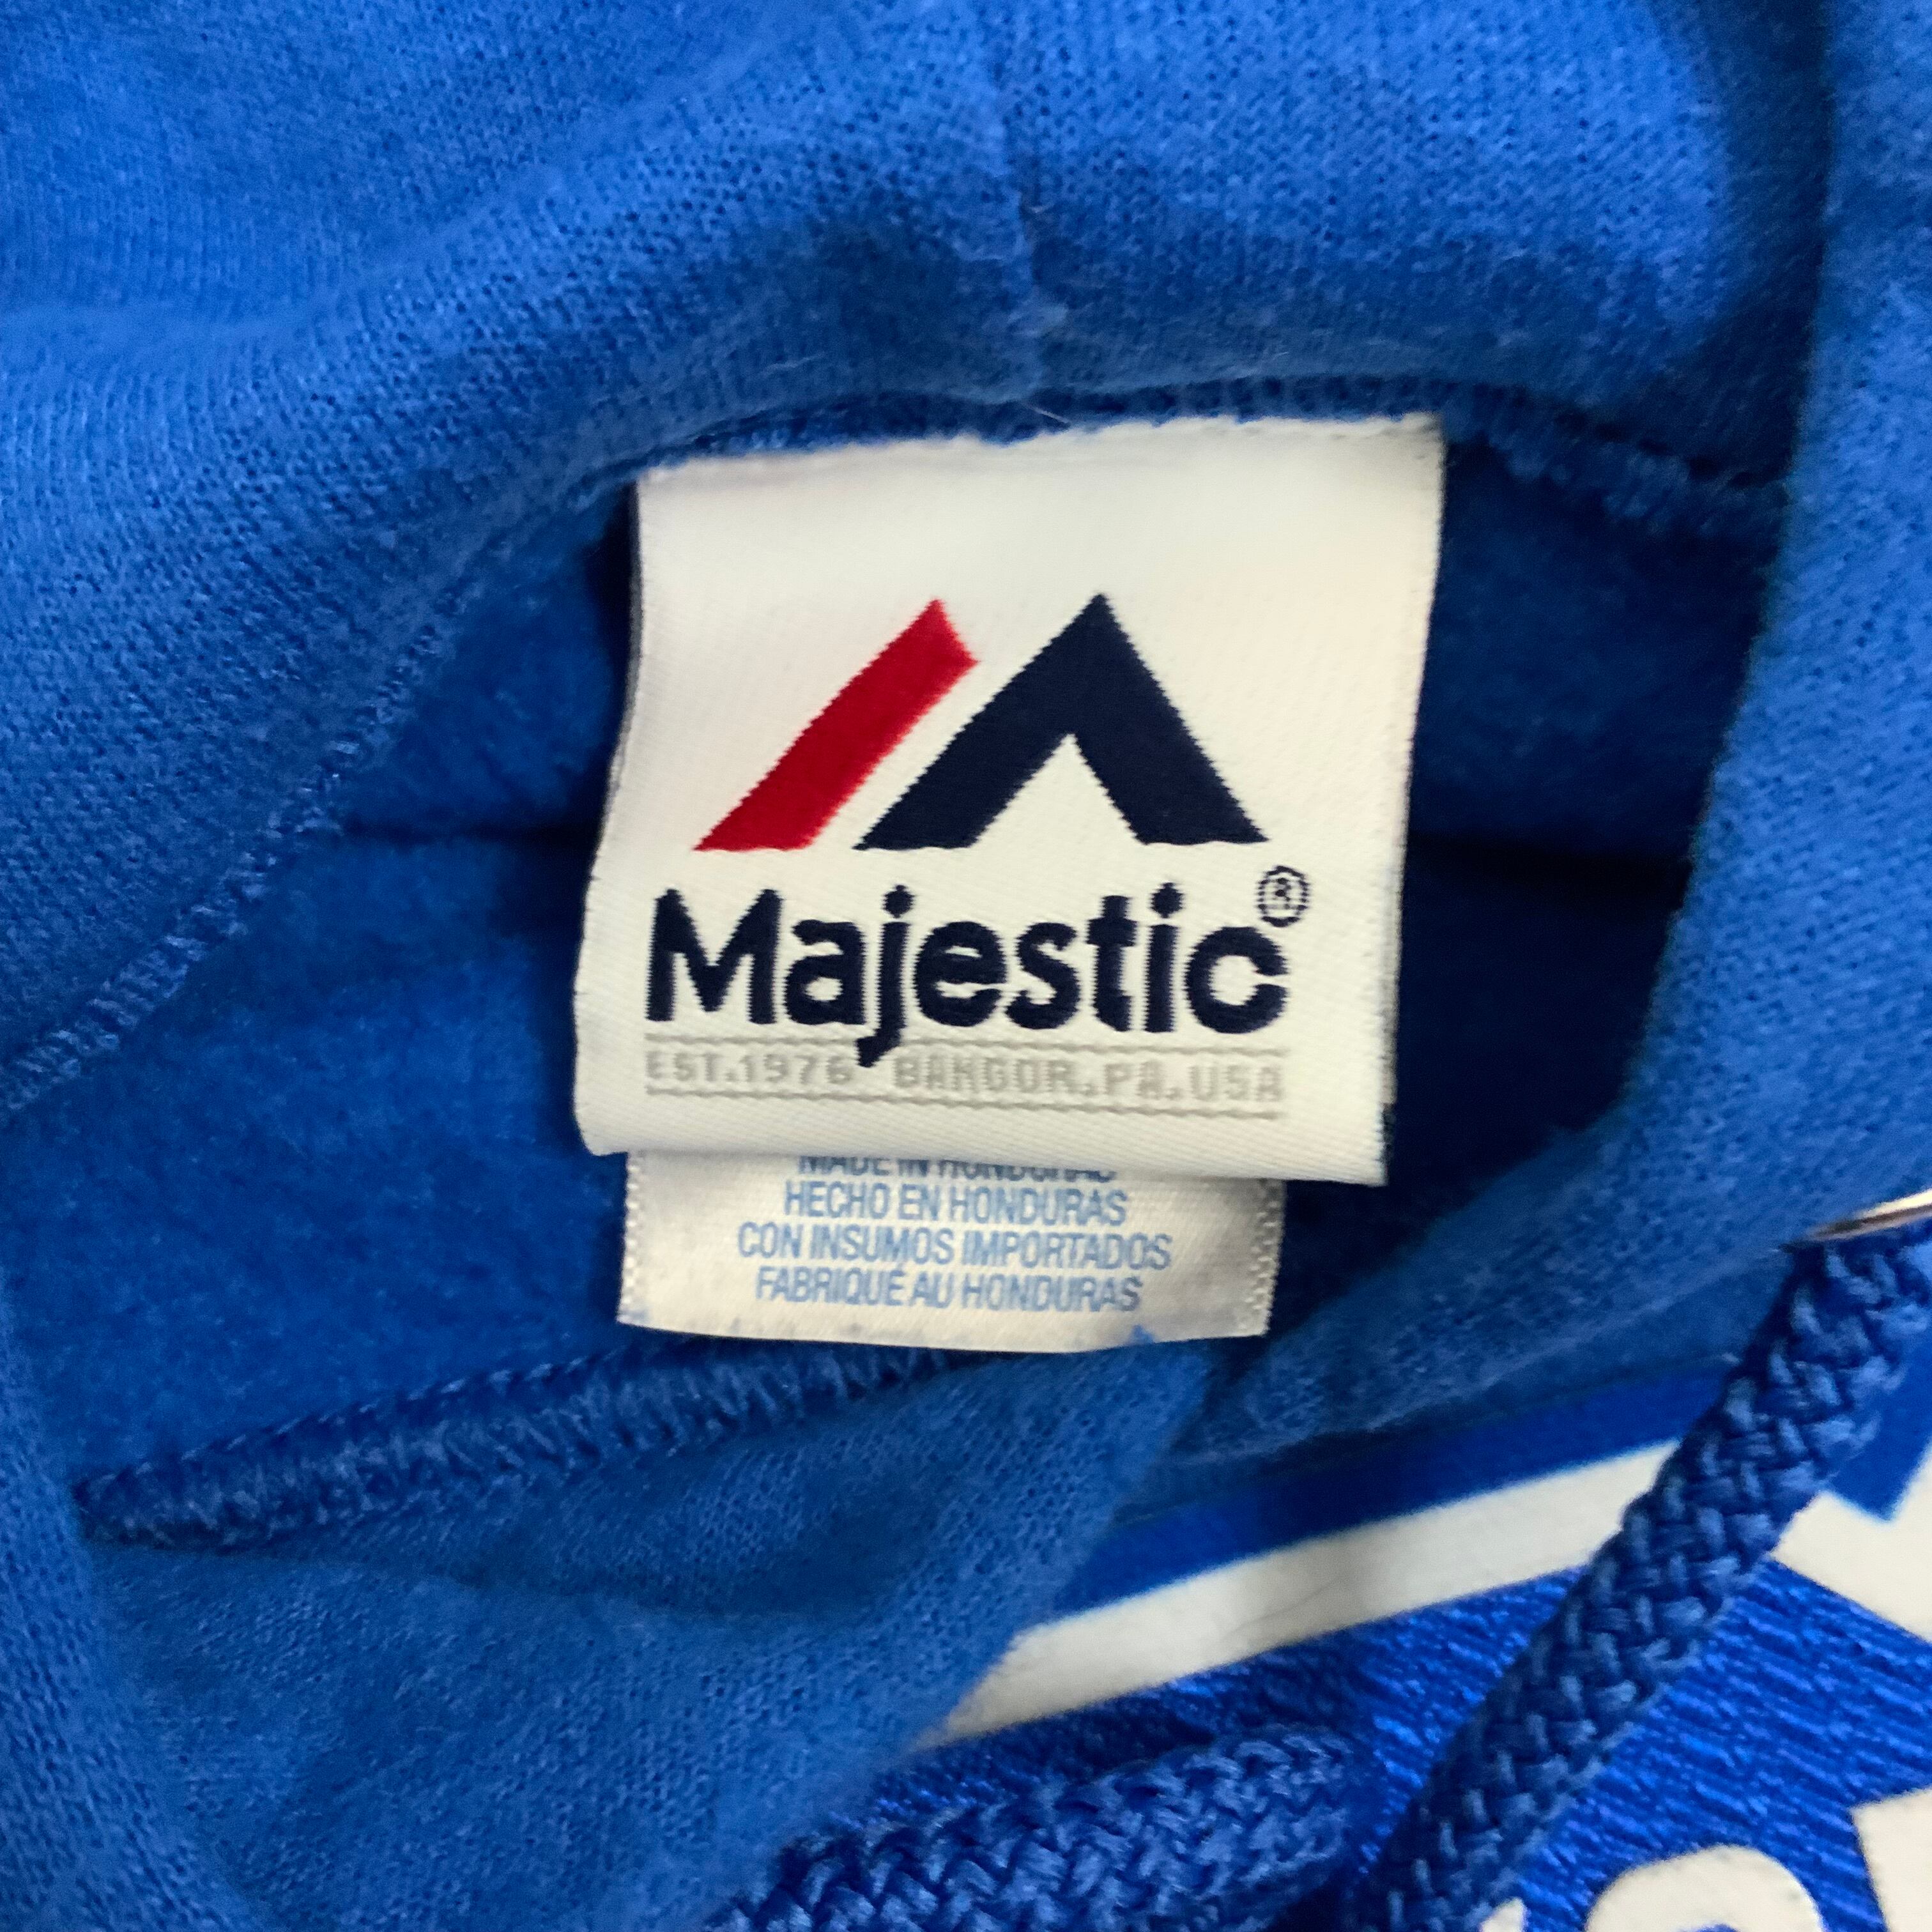 Majestic®
EST. 1976 BANGOR, PA, USA
MADE IN HONDURAS
HECHO EN HONDURAS
CON INSUMOS IMPORTADOS
FABRIQUÉ AU HONDURAS